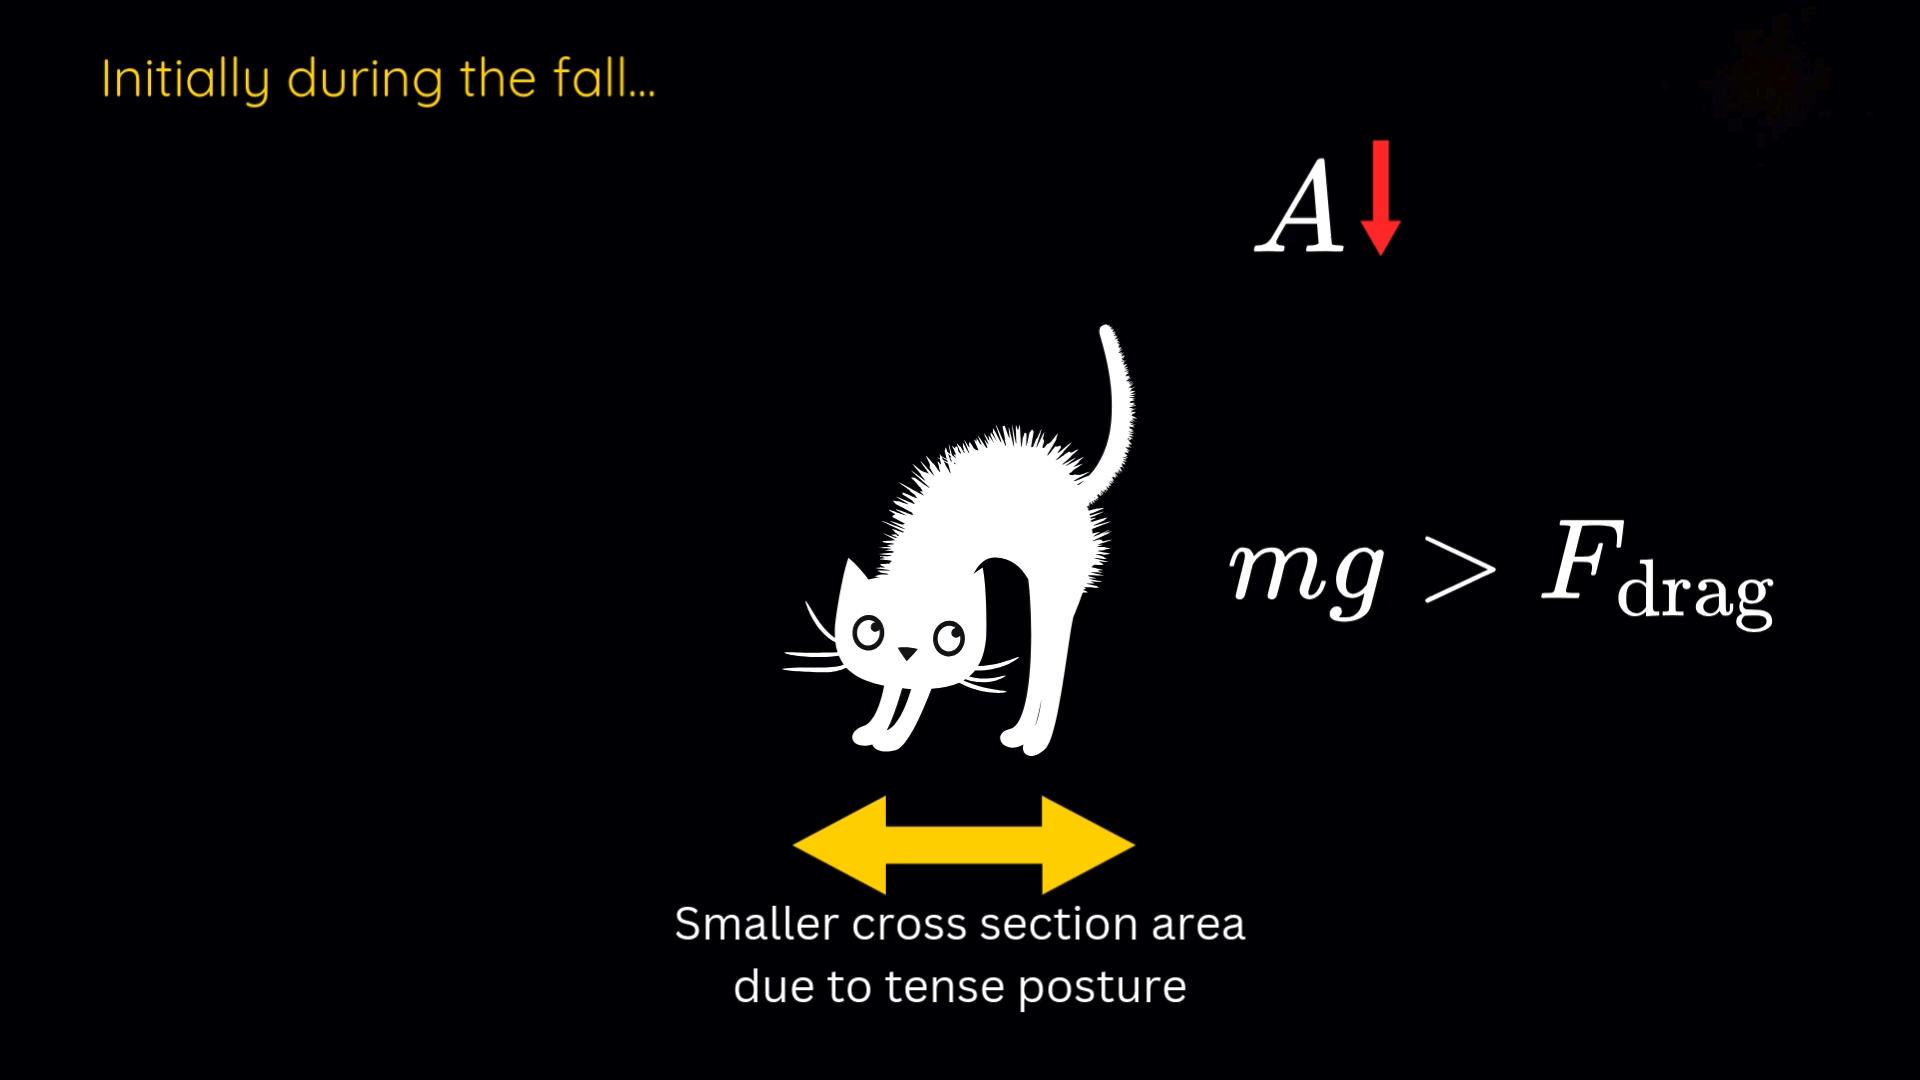 Initially during the fall...
A
mg > F_drag
Smaller cross section area
due to tense posture